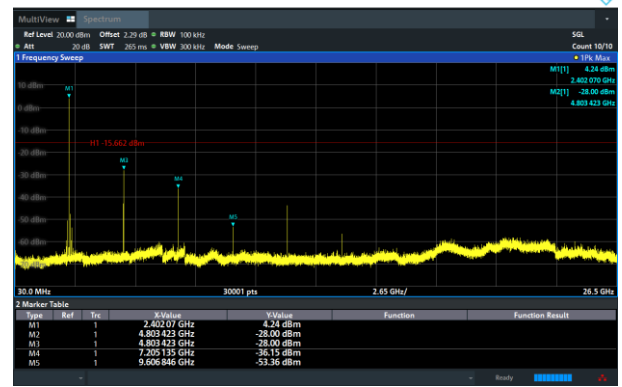 MultiView Spectrum
Ref Level 20.00 dBm Offset 2.29 dB RBW 100 kHz SGL
Att 20 dB SWT 265 ms VBW 300 kHz Mode Sweep Count 10/10
1 Frequency Sweep 1Pk Max
M1[1] 4.24 dBm
2.402 070 GHz
M2[1] -28.00 dBm
4.803 423 GHz
10 dBm
M1
0 dBm
-10 dBm
H1 -15.662 dBm
-20 dBm
M3
-30 dBm
M4
-40 dBm
M5
-50 dBm
-60 dBm
30.0 MHz 30001 pts 2.65 GHz/ 26.5 GHz
2 Marker Table
Type Ref Trc X-Value Y-Value Function Function Result
M1 1 2.402 07 GHz 4.24 dBm
M2 1 4.803 423 GHz -28.00 dBm
M3 1 4.803 423 GHz -28.00 dBm
M4 1 7.205 135 GHz -36.15 dBm
M5 1 9.606 846 GHz -53.36 dBm
Ready